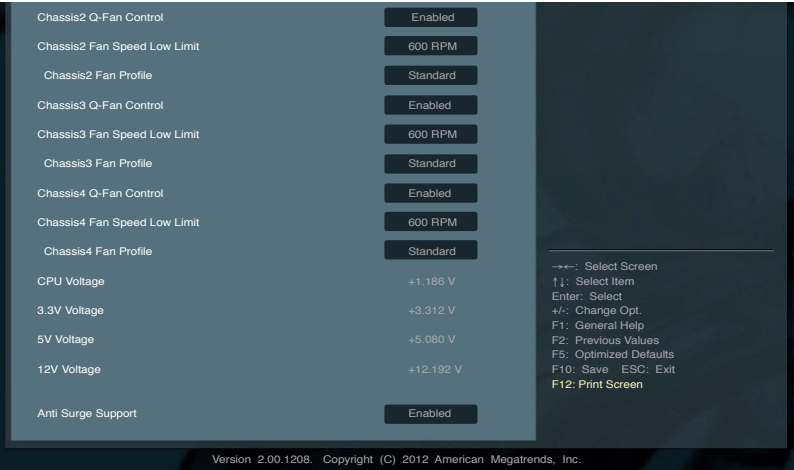 Chassis2 Q-Fan Control Enabled
Chassis2 Fan Speed Low Limit 600 RPM
Chassis2 Fan Profile Standard
Chassis3 Q-Fan Control Enabled
Chassis3 Fan Speed Low Limit 600 RPM
Chassis3 Fan Profile Standard
Chassis4 Q-Fan Control Enabled
Chassis4 Fan Speed Low Limit 600 RPM
Chassis4 Fan Profile Standard
CPU Voltage +1.186 V
3.3V Voltage +3.312 V
5V Voltage +5.080 V
12V Voltage +12.192 V
Anti Surge Support Enabled
→←: Select Screen
↑↓: Select Item
Enter: Select
+/-: Change Opt.
F1: General Help
F2: Previous Values
F5: Optimized Defaults
F10: Save ESC: Exit
F12: Print Screen
Version 2.00.1208. Copyright (C) 2012 American Megatrends, Inc.